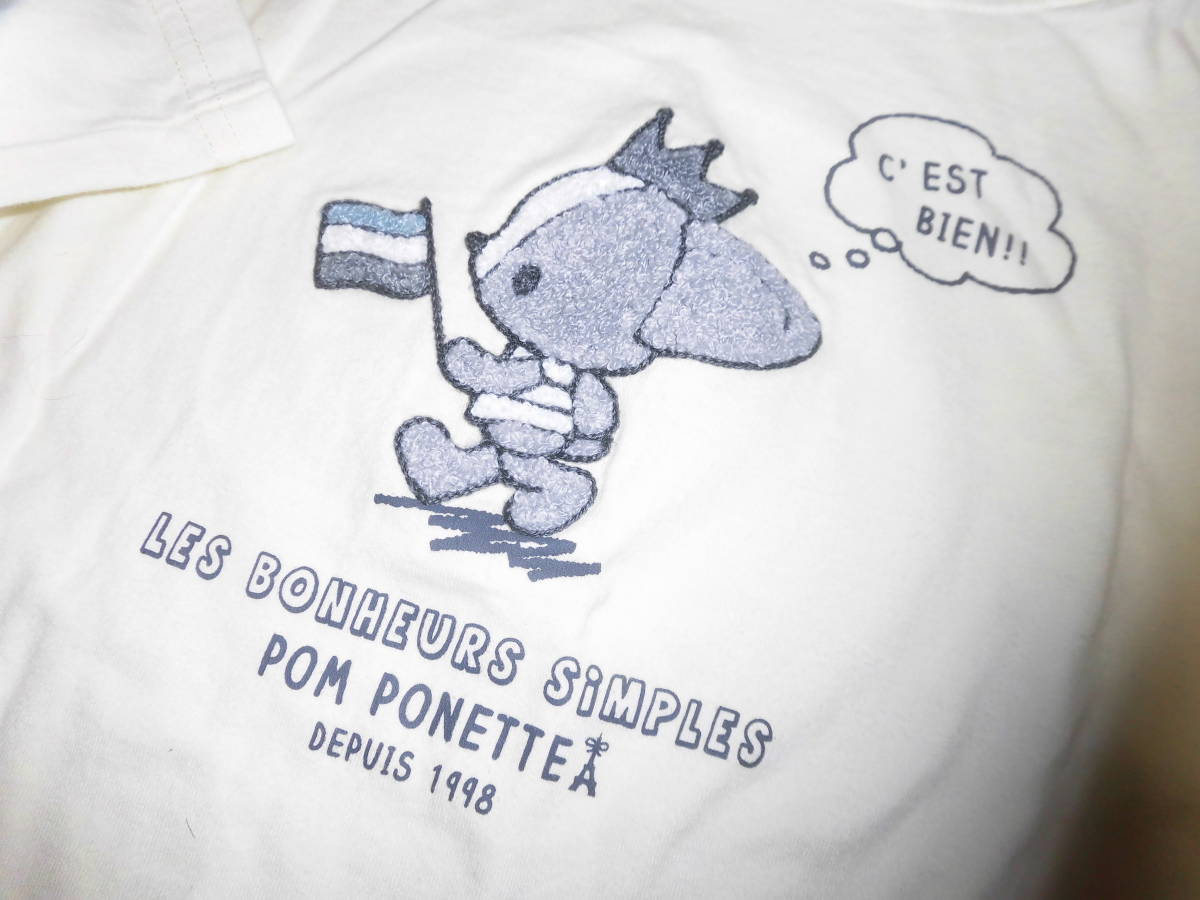 C'EST
BIEN!!
LES BONHEURS SiMPLES
POM PONETTE
DEPUIS 1998